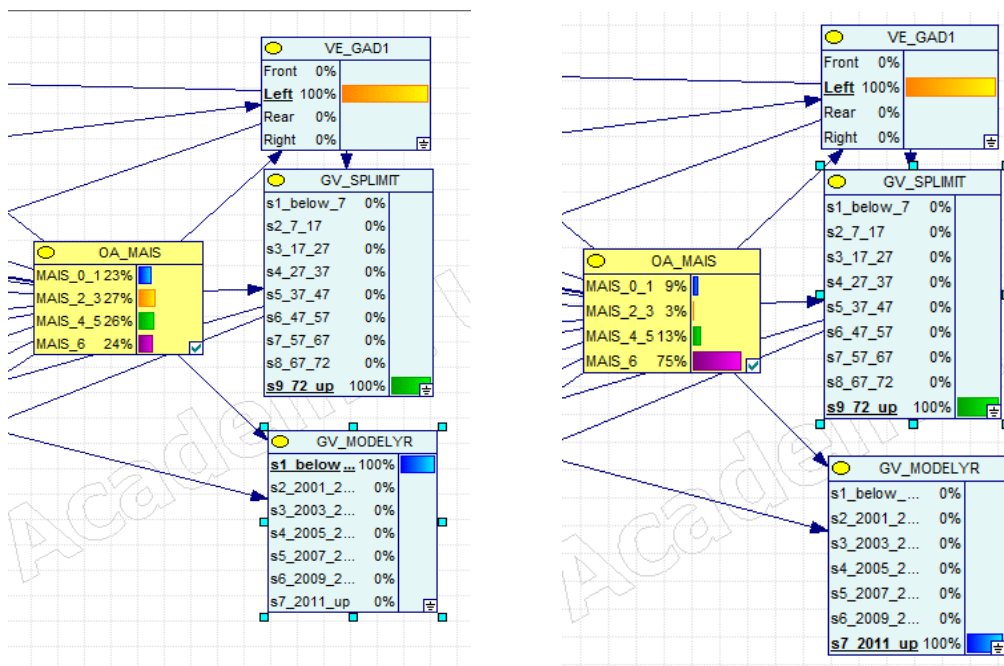 VE_GAD1
Front 0%
Left 100%
Rear 0%
Right 0%
GV_SPLIMIT
s1_below_7 0%
s2_7_17 0%
s3_17_27 0%
s4_27_37 0%
s5_37_47 0%
s6_47_57 0%
s7_57_67 0%
s8_67_72 0%
s9_72_up 100%
OA_MAIS
MAIS_0_1 23%
MAIS_2_3 27%
MAIS_4_5 26%
MAIS_6 24%
GV_MODELYR
s1_below... 100%
s2_2001_2... 0%
s3_2003_2... 0%
s4_2005_2... 0%
s5_2007_2... 0%
s6_2009_2... 0%
s7_2011_up 0%
VE_GAD1
Front 0%
Left 100%
Rear 0%
Right 0%
GV_SPLIMIT
s1_below_7 0%
s2_7_17 0%
s3_17_27 0%
s4_27_37 0%
s5_37_47 0%
s6_47_57 0%
s7_57_67 0%
s8_67_72 0%
s9_72_up 100%
OA_MAIS
MAIS_0_1 9%
MAIS_2_3 3%
MAIS_4_5 13%
MAIS_6 75%
GV_MODELYR
s1_below_... 0%
s2_2001_2... 0%
s3_2003_2... 0%
s4_2005_2... 0%
s5_2007_2... 0%
s6_2009_2... 0%
s7_2011_up 100%